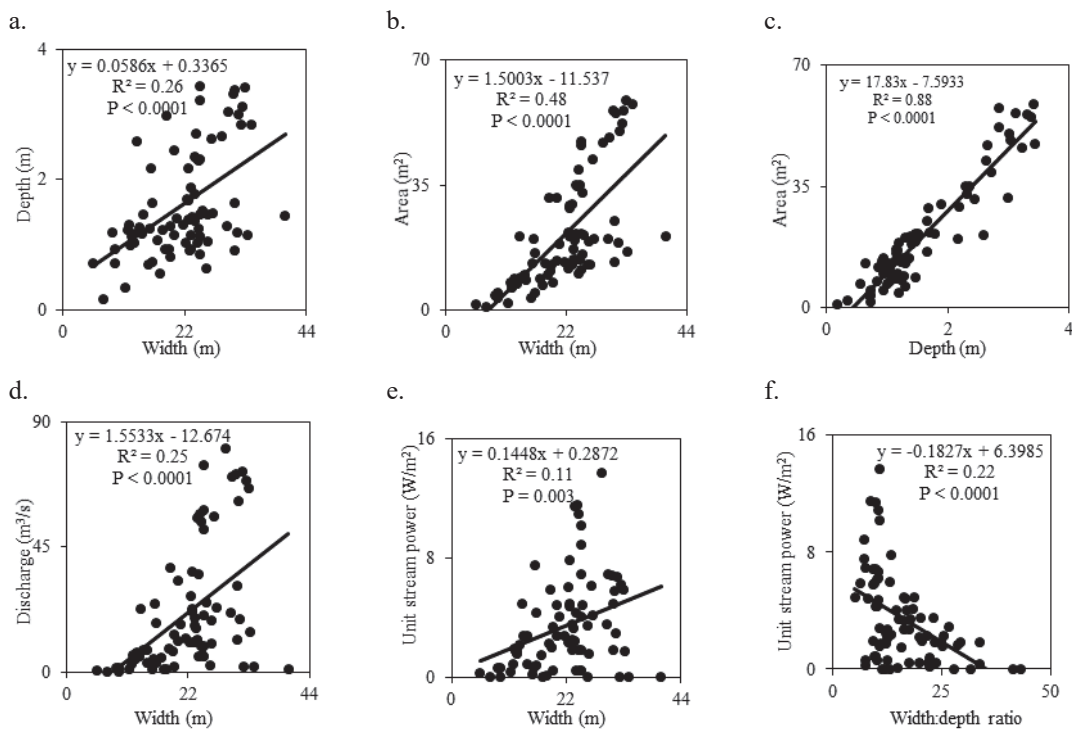 a.
4
y = 0.0586x + 0.3365
R² = 0.26
P < 0.0001
Depth (m)
2
0
0
22
44
Width (m)
b.
70
y = 1.5003x - 11.537
R² = 0.48
P < 0.0001
Area (m²)
35
0
0
22
44
Width (m)
c.
70
y = 17.83x - 7.5933
R² = 0.88
P < 0.0001
Area (m²)
35
0
0
2
4
Depth (m)
d.
90
y = 1.5533x - 12.674
R² = 0.25
P < 0.0001
Discharge (m³/s)
45
0
0
22
44
Width (m)
e.
16
y = 0.1448x + 0.2872
R² = 0.11
P = 0.003
Unit stream power (W/m²)
8
0
0
22
44
Width (m)
f.
16
y = -0.1827x + 6.3985
R² = 0.22
P < 0.0001
Unit stream power (W/m²)
8
0
0
25
50
Width:depth ratio